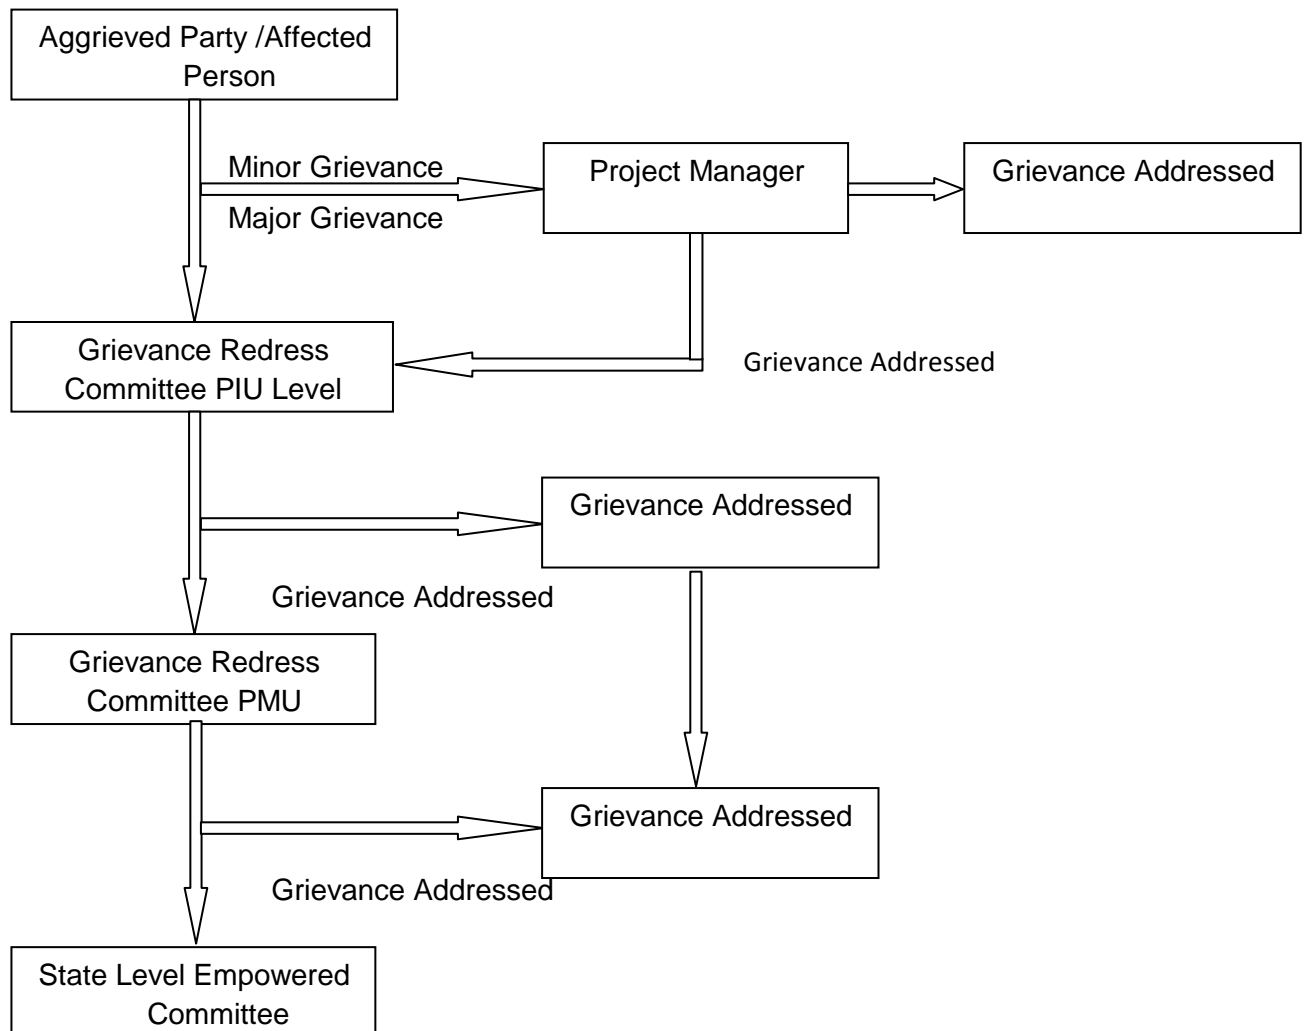 Aggrieved Party /Affected
Person
Minor Grievance
Major Grievance
Project Manager
Grievance Addressed
Grievance Redress
Committee PIU Level
Grievance Addressed
Grievance Addressed
Grievance Addressed
Grievance Redress
Committee PMU
Grievance Addressed
Grievance Addressed
State Level Empowered
Committee